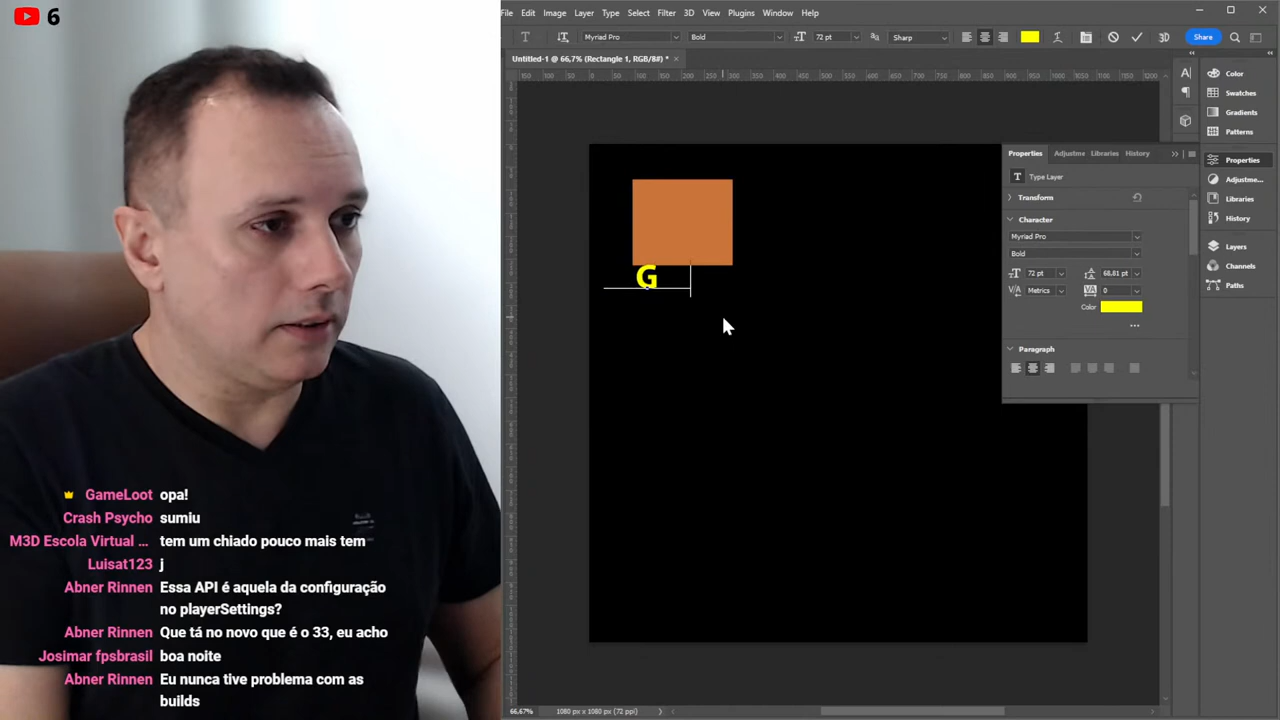 6
File Edit Image Layer Type Select Filter 3D View Plugins Window Help
Myriad Pro Bold 72 pt Sharp 3D Share
Untitled-1 @ 66,7% (Rectangle 1, RGB/8#) *
Properties Adjustme Libraries History
Type Layer
Transform
Character
Myriad Pro
Bold
72 pt 68,81 pt
Metrics 0
Color
Paragraph
Color
Swatches
Gradients
Patterns
Properties
Adjustme...
Libraries
History
Layers
Channels
Paths
G
GameLoot opa!
Crash Psycho sumiu
M3D Escola Virtual ... tem um chiado pouco mais tem
Luisat123 j
Abner Rinnen Essa API é aquela da configuração
no playerSettings?
Abner Rinnen Que tá no novo que é o 33, eu acho
Josimar fpsbrasil boa noite
Abner Rinnen Eu nunca tive problema com as
builds
66,67% 1080 px x 1080 px (72 ppi)